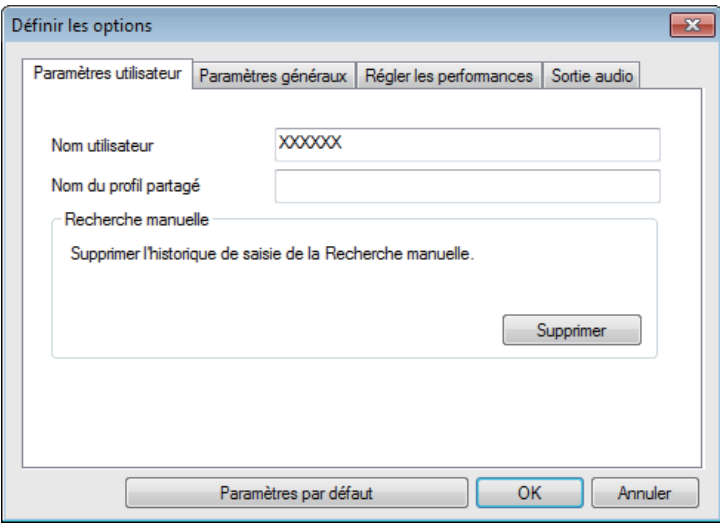 Définir les options
Paramètres utilisateur Paramètres généraux Régler les performances Sortie audio
Nom utilisateur XXXXXX
Nom du profil partagé
Recherche manuelle
Supprimer l'historique de saisie de la Recherche manuelle.
Supprimer
Paramètres par défaut OK Annuler